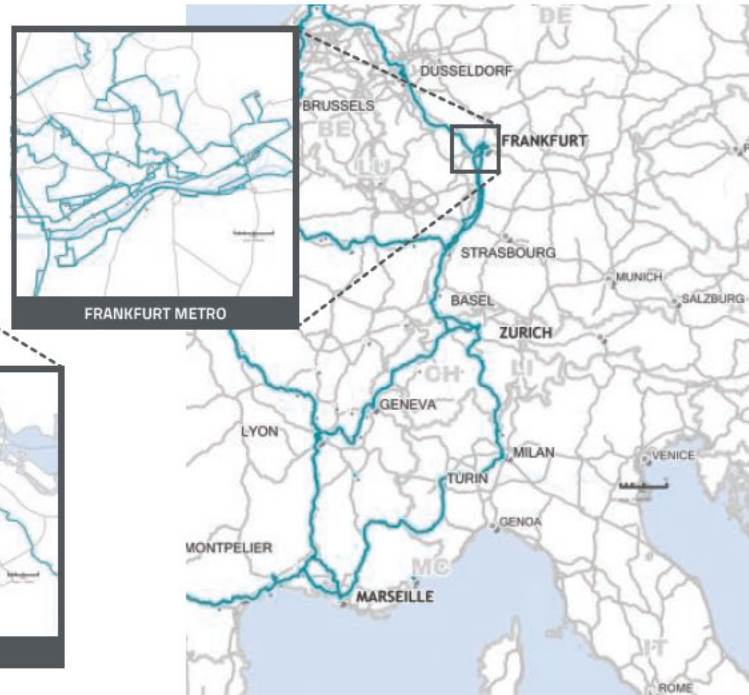 DE
DÜSSELDORF
BRUSSELS
BE
FRANKFURT
LU
STRASBOURG
MUNICH
SALZBURG
BASEL
FRANKFURT METRO
ZURICH
LI
CH
GENEVA
LYON
MILAN
VENICE
TURIN
GENOA
MONTPELIER
MC
MARSEILLE
IT
ROME